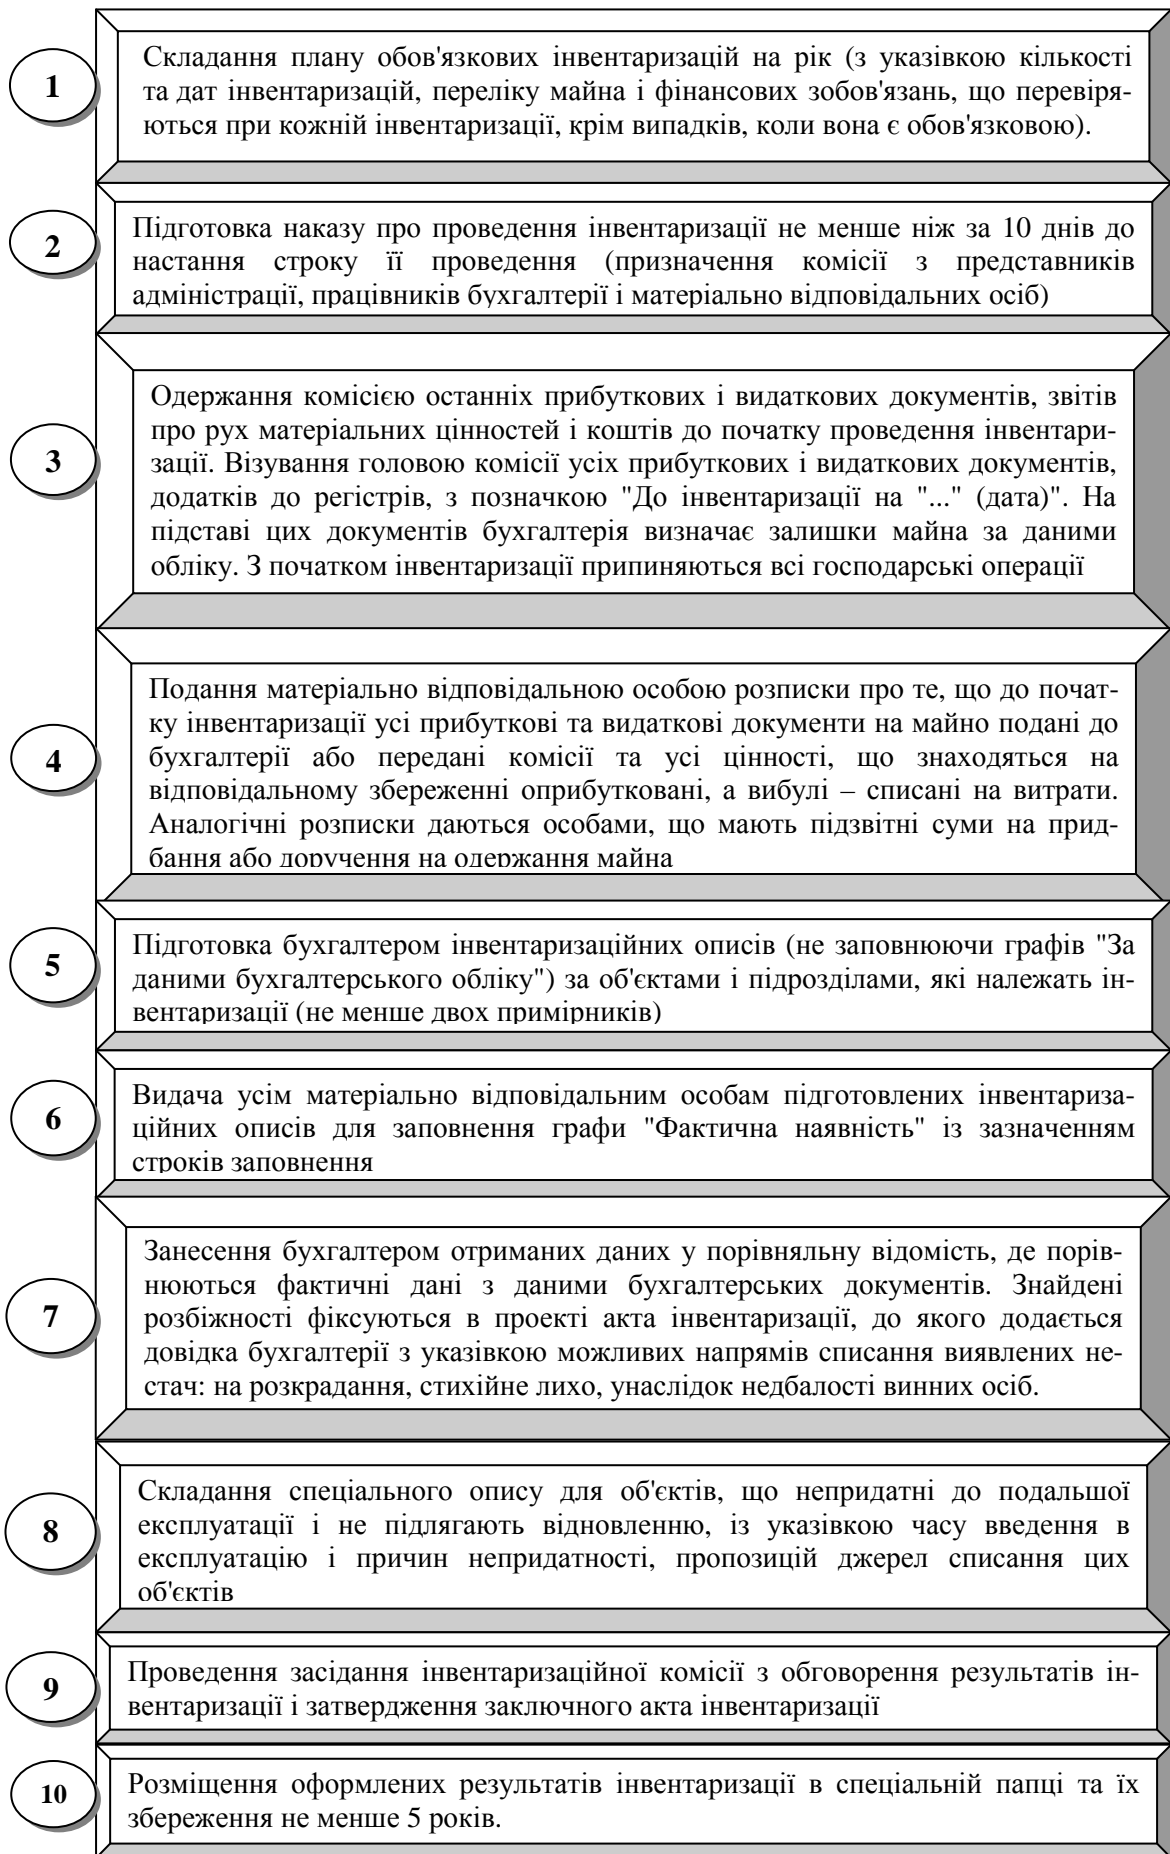 1
Складання плану обов'язкових інвентаризацій на рік (з указівкою кількості
та дат інвентаризацій, переліку майна і фінансових зобов'язань, що перевіря-
ються при кожній інвентаризації, крім випадків, коли вона є обов'язковою).
2
Підготовка наказу про проведення інвентаризації не менше ніж за 10 днів до
настання строку її проведення (призначення комісії з представників
адміністрації, працівників бухгалтерії і матеріально відповідальних осіб)
3
Одержання комісією останніх прибуткових і видаткових документів, звітів
про рух матеріальних цінностей і коштів до початку проведення інвентари-
зації. Візування головою комісії усіх прибуткових і видаткових документів,
додатків до регістрів, з позначкою "До інвентаризації на "..." (дата)". На
підставі цих документів бухгалтерія визначає залишки майна за даними
обліку. З початком інвентаризації припиняються всі господарські операції
4
Подання матеріально відповідальною особою розписки про те, що до почат-
ку інвентаризації усі прибуткові та видаткові документи на майно подані до
бухгалтерії або передані комісії та усі цінності, що знаходяться на
відповідальному збереженні оприбутковані, а вибулі – списані на витрати.
Аналогічні розписки даються особами, що мають підзвітні суми на прид-
бання або доручення на одержання майна
5
Підготовка бухгалтером інвентаризаційних описів (не заповнюючи графів "За
даними бухгалтерського обліку") за об'єктами і підрозділами, які належать ін-
вентаризації (не менше двох примірників)
6
Видача усім матеріально відповідальним особам підготовлених інвентариза-
ційних описів для заповнення графи "Фактична наявність" із зазначенням
строків заповнення
7
Занесення бухгалтером отриманих даних у порівняльну відомість, де порів-
нюються фактичні дані з даними бухгалтерських документів. Знайдені
розбіжності фіксуються в проекті акта інвентаризації, до якого додається
довідка бухгалтерії з указівкою можливих напрямів списання виявлених не-
стач: на розкрадання, стихійне лихо, унаслідок недбалості винних осіб.
8
Складання спеціального опису для об'єктів, що непридатні до подальшої
експлуатації і не підлягають відновленню, із указівкою часу введення в
експлуатацію і причин непридатності, пропозицій джерел списання цих
об'єктів
9
Проведення засідання інвентаризаційної комісії з обговорення результатів ін-
вентаризації і затвердження заключного акта інвентаризації
10
Розміщення оформлених результатів інвентаризації в спеціальній папці та їх
збереження не менше 5 років.